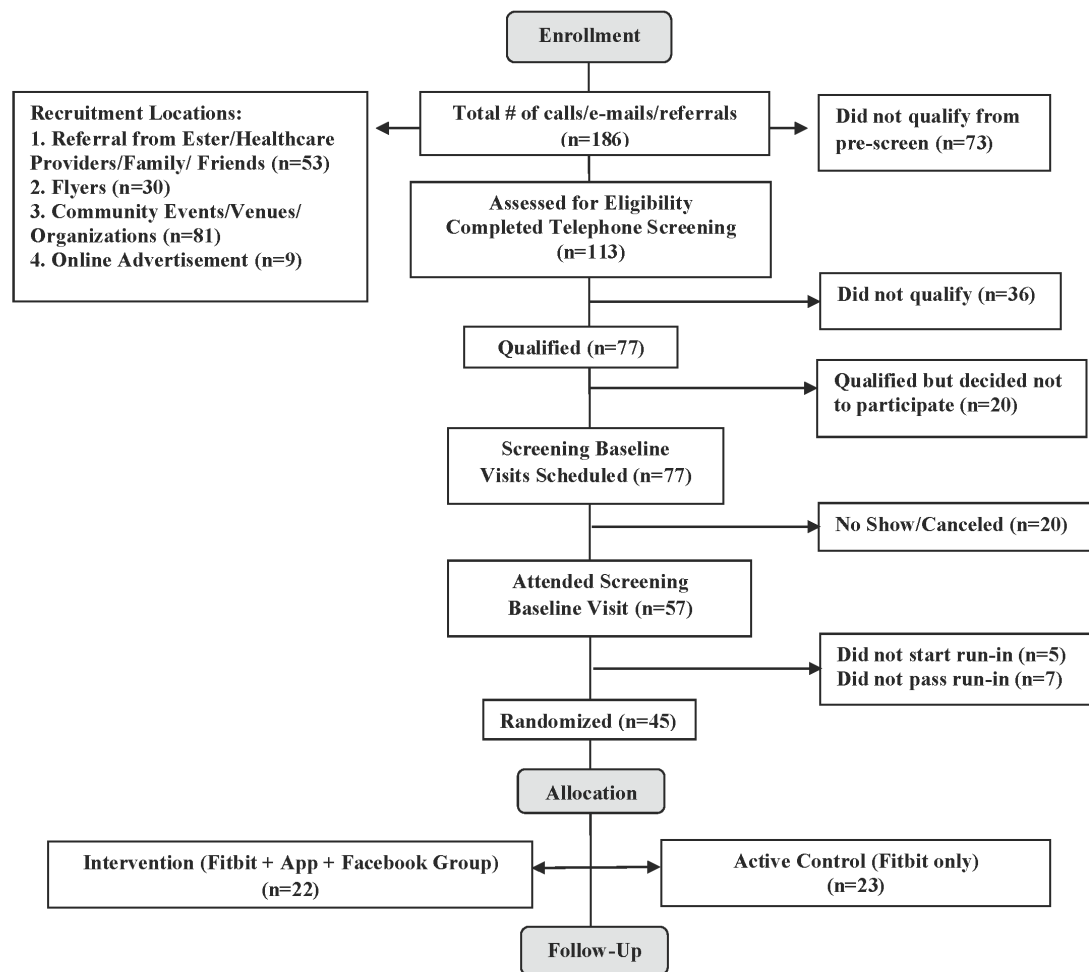 Enrollment
Recruitment Locations:
1. Referral from Ester/Healthcare
Providers/Family/ Friends (n=53)
2. Flyers (n=30)
3. Community Events/Venues/
Organizations (n=81)
4. Online Advertisement (n=9)
Total # of calls/e-mails/referrals
(n=186)
Did not qualify from
pre-screen (n=73)
Assessed for Eligibility
Completed Telephone Screening
(n=113)
Did not qualify (n=36)
Qualified (n=77)
Qualified but decided not
to participate (n=20)
Screening Baseline
Visits Scheduled (n=77)
No Show/Canceled (n=20)
Attended Screening
Baseline Visit (n=57)
Did not start run-in (n=5)
Did not pass run-in (n=7)
Randomized (n=45)
Allocation
Intervention (Fitbit + App + Facebook Group)
(n=22)
Active Control (Fitbit only)
(n=23)
Follow-Up